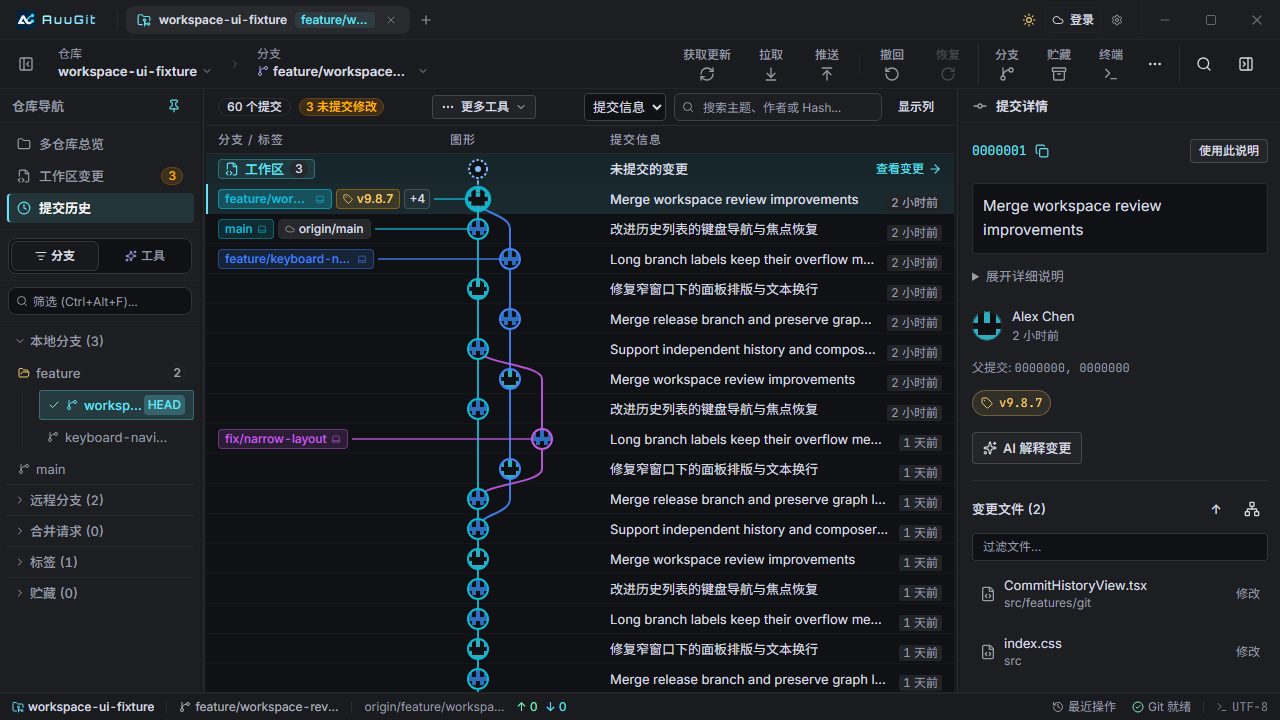 AuuGit
workspace-ui-fixture feature/w...
登录
仓库
workspace-ui-fixture
分支
feature/workspace...
获取更新 拉取 推送 撤回 恢复 分支 贮藏 终端
仓库导航
60 个提交 3 未提交修改 更多工具 提交信息 搜索主题、作者或 Hash... 显示列
提交详情
多仓库总览
工作区变更 3
提交历史
分支 工具
筛选 (Ctrl+Alt+F)...
本地分支 (3)
feature 2
worksp... HEAD
keyboard-navi...
main
远程分支 (2)
合并请求 (0)
标签 (1)
贮藏 (0)
分支 / 标签 图形 提交信息
工作区 3 未提交的变更 查看变更
feature/wor... v9.8.7 +4 Merge workspace review improvements 2 小时前
main origin/main 改进历史列表的键盘导航与焦点恢复 2 小时前
feature/keyboard-n... Long branch labels keep their overflow m... 2 小时前
修复窄窗口下的面板排版与文本换行 2 小时前
Merge release branch and preserve grap... 2 小时前
Support independent history and compos... 2 小时前
Merge workspace review improvements 2 小时前
改进历史列表的键盘导航与焦点恢复 2 小时前
fix/narrow-layout Long branch labels keep their overflow me... 1 天前
修复窄窗口下的面板排版与文本换行 1 天前
Merge release branch and preserve graph l... 1 天前
Support independent history and composer... 1 天前
Merge workspace review improvements 1 天前
改进历史列表的键盘导航与焦点恢复 1 天前
Long branch labels keep their overflow me... 1 天前
修复窄窗口下的面板排版与文本换行 1 天前
Merge release branch and preserve graph l... 1 天前
0000001 使用此说明
Merge workspace review
improvements
展开详细说明
Alex Chen
2 小时前
父提交: 0000000, 0000000
v9.8.7
AI 解释变更
变更文件 (2)
过滤文件...
CommitHistoryView.tsx
src/features/git
修改
index.css
src
修改
workspace-ui-fixture feature/workspace-rev... origin/feature/workspa... ↑ 0 ↓ 0 最近操作 Git 就绪 UTF-8